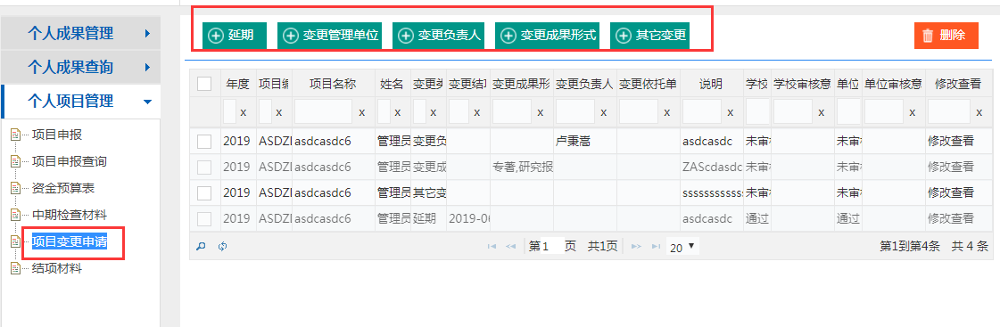 个人成果管理
个人成果查询
个人项目管理
项目申报
项目申报查询
资金预算表
中期检查材料
项目变更申请
结项材料
延期 变更管理单位 变更负责人 变更成果形式 其它变更 删除
年度 项目编 项目名称 姓名 变更类 变更结项 变更成果形 变更负责人 变更依托单 说明 学校 学校审核意 单位 单位审核意 修改查看
x x x x x x x x x x x x x
2019 ASDZI asdcasdc6 管理员 变更负 卢秉嵩 asdcasdc 未审核 未审核 修改查看
2019 ASDZI asdcasdc6 管理员 变更成 专著,研究报 ZAScdasdc 未审核 未审核 修改查看
2019 ASDZI asdcasdc6 管理员 其它变 ssssssssssss 未审核 未审核 修改查看
2019 ASDZI asdcasdc6 管理员 延期 2019-06 asdcasdc 通过 通过 修改查看
第1 页 共1页 20 第1到第4条 共 4 条